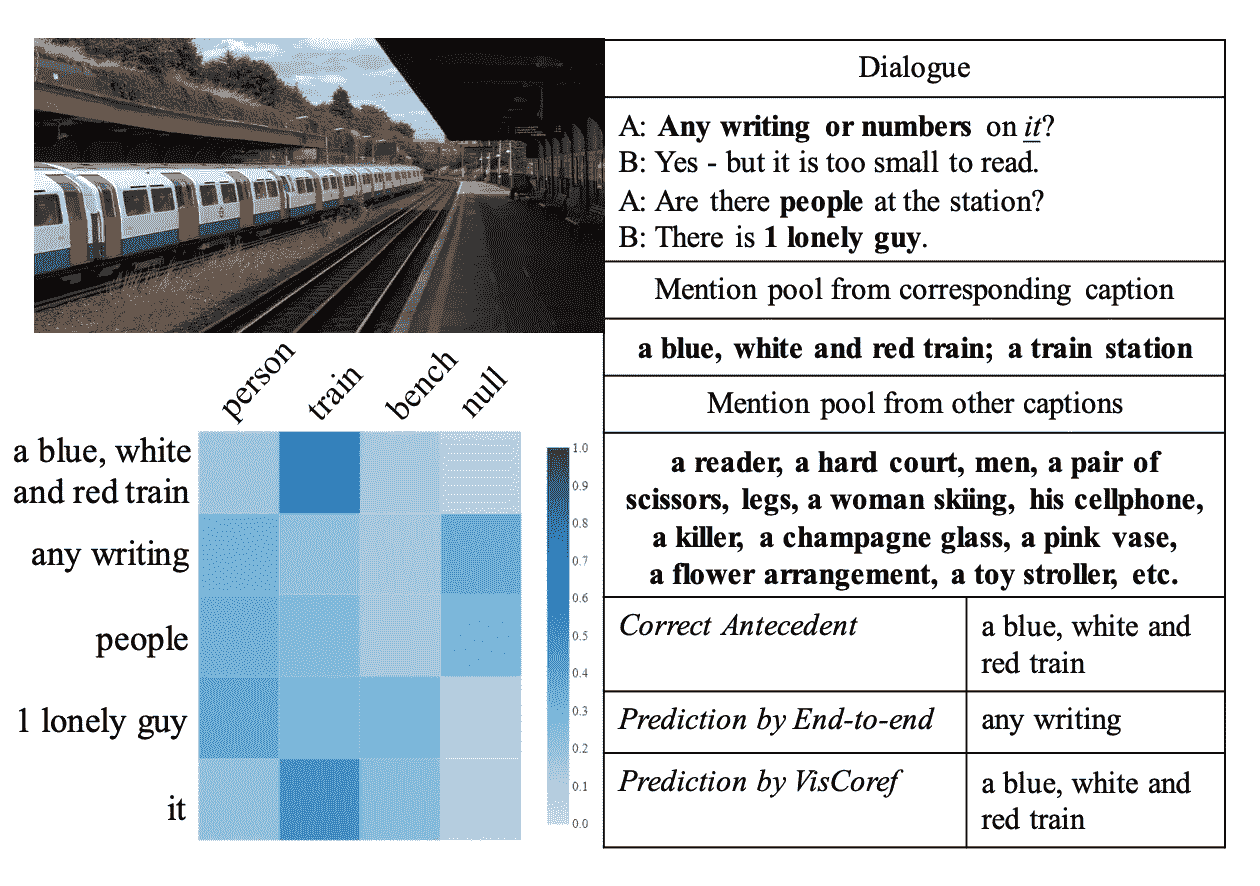 Dialogue
A: Any writing or numbers on it?
B: Yes - but it is too small to read.
A: Are there people at the station?
B: There is 1 lonely guy.
Mention pool from corresponding caption
a blue, white and red train; a train station
Mention pool from other captions
a reader, a hard court, men, a pair of
scissors, legs, a woman skiing, his cellphone,
a killer, a champagne glass, a pink vase,
a flower arrangement, a toy stroller, etc.
Correct Antecedent
a blue, white and
red train
Prediction by End-to-end
any writing
Prediction by VisCoref
a blue, white and
red train
person
train
bench
null
a blue, white
and red train
any writing
people
1 lonely guy
it
1.0
0.9
0.8
0.7
0.6
0.5
0.4
0.3
0.2
0.1
0.0